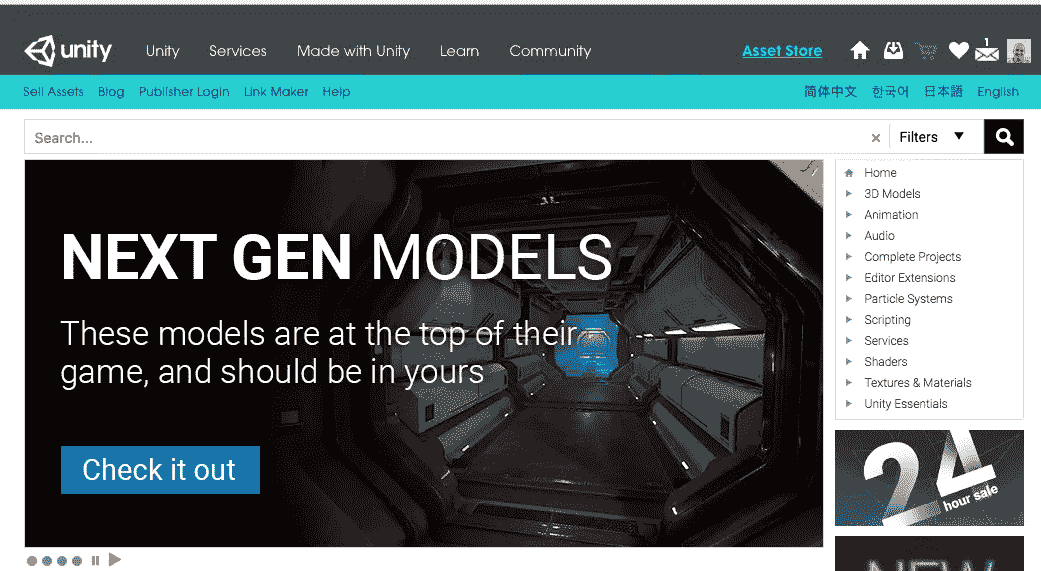 unity
Unity Services Made with Unity Learn Community Asset Store 1
Sell Assets Blog Publisher Login Link Maker Help 简体中文 한국어 日本語 English
Search... × Filters
Home
3D Models
Animation
Audio
Complete Projects
Editor Extensions
Particle Systems
Scripting
Services
Shaders
Textures & Materials
Unity Essentials
NEXT GEN MODELS
These models are at the top of their
game, and should be in yours
Check it out
24
hour sale
NEW